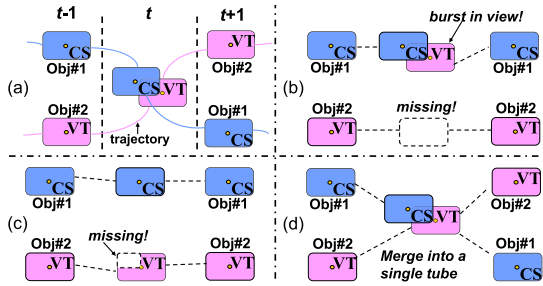 t-1
t
t+1
CS
Obj#1
VT
Obj#2
CS
VT
(a)
Obj#2
VT
trajectory
Obj#1
CS
burst in view!
CS
Obj#1
CS
VT
CS
Obj#1
(b)
Obj#2
VT
missing!
Obj#2
VT
CS
Obj#1
CS
CS
Obj#1
(c)
missing!
Obj#2
VT
VT
Obj#2
VT
CS
Obj#1
VT
Obj#2
CS
VT
(d)
Obj#2
VT
Merge into a
single tube
Obj#1
CS